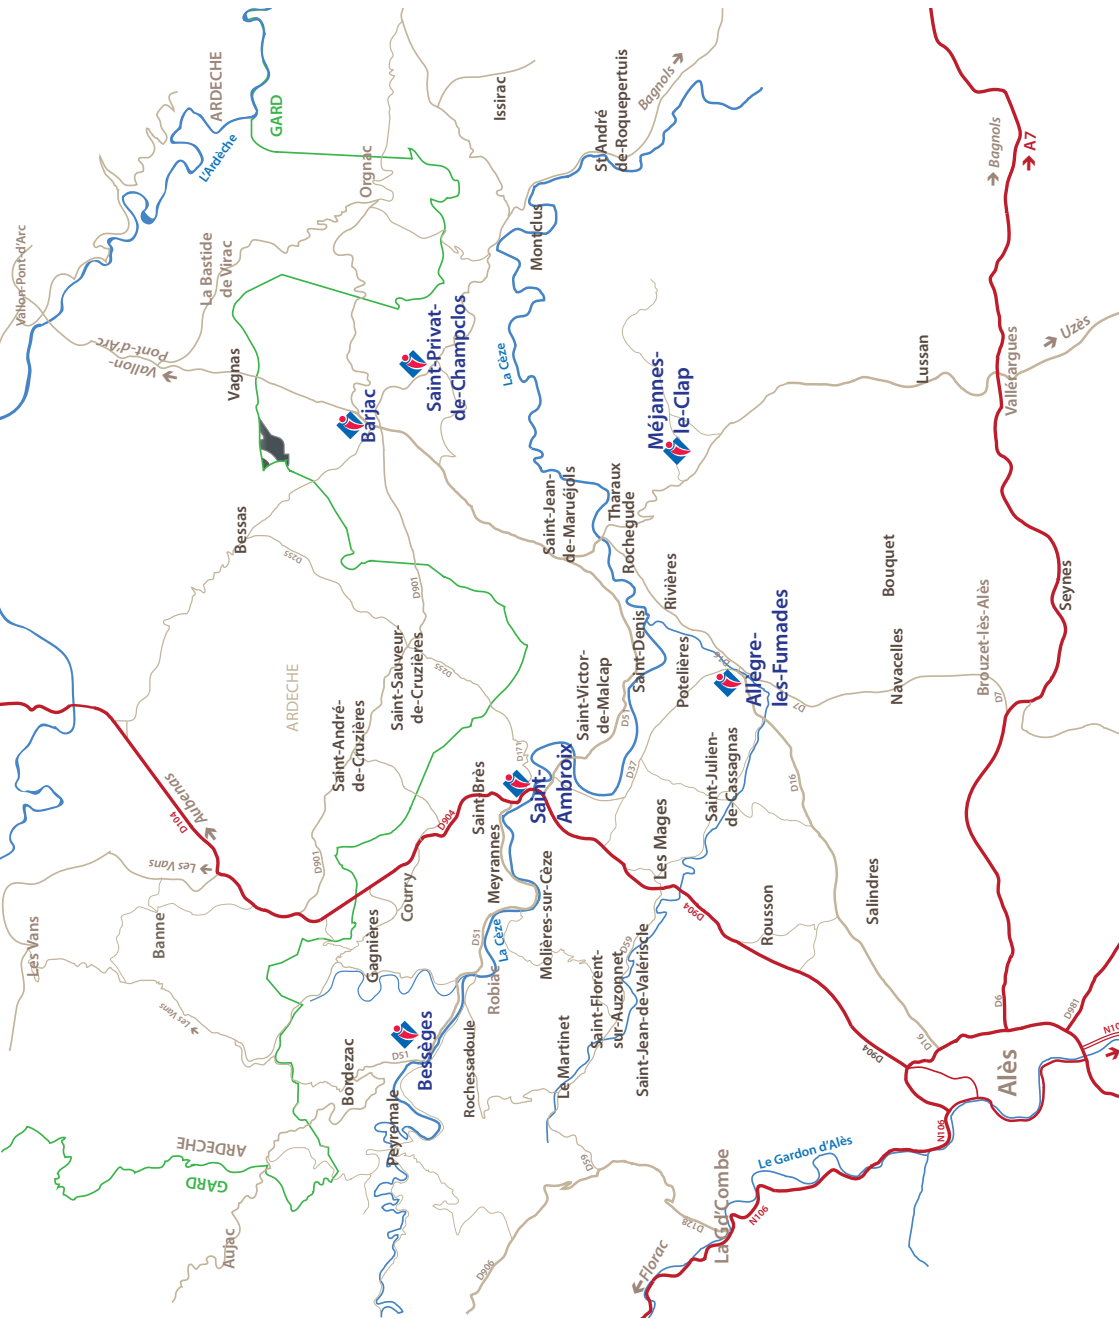 Vallon-Pont-d'Arc
L'Ardèche
ARDECHE
GARD
Orgnac
Issirac
St André
de-Roquepertuis
Bagnols
Bagnols
A7
La Bastide
de Virac
Montclus
Vallon-
Pont-d'Arc
Vagnas
Barjac
Saint-Privat-
de-Champclos
La Cèze
Méjannes-
le-Clap
Lussan
Vallérargues
Uzès
Bessas
D255
D901
Saint-Jean-
de-Maruéjols
Tharaux
Rochegude
Rivières
Bouquet
Seynes
ARDECHE
Saint-Sauveur-
de-Cruzières
D255
Saint-André-
de-Cruzières
Saint-Victor-
de-Malcap
Saint-Denis
D51
Potelières
D16
Allègre-
les-Fumades
D7
Navacelles
Brouzet-lès-Alès
D7
Aubenas
D104
Les Vans
D901
D904
Saint-Brès
D171
Saint-
Ambroix
D37
Saint-Julien-
de-Cassagnas
D16
Les Vans
Banne
Courry
Gagnières
Meyrannes
Molières-sur-Cèze
Les Mages
D904
Rousson
Salindres
Les Vans
D51
La Cèze
Robiac
Saint-Florent-
sur-Auzonnet
D59
Saint-Jean-de-Valériscle
D6
D981
Bordezac
D51
Bessèges
Rochessadoule
Le Martinet
D904
D16
Alès
N10
ARDECHE
GARD
Peyremale
D59
Le Gardon d'Alès
N106
Aujac
D906
D128
La Gd'Combe
N106
Florac